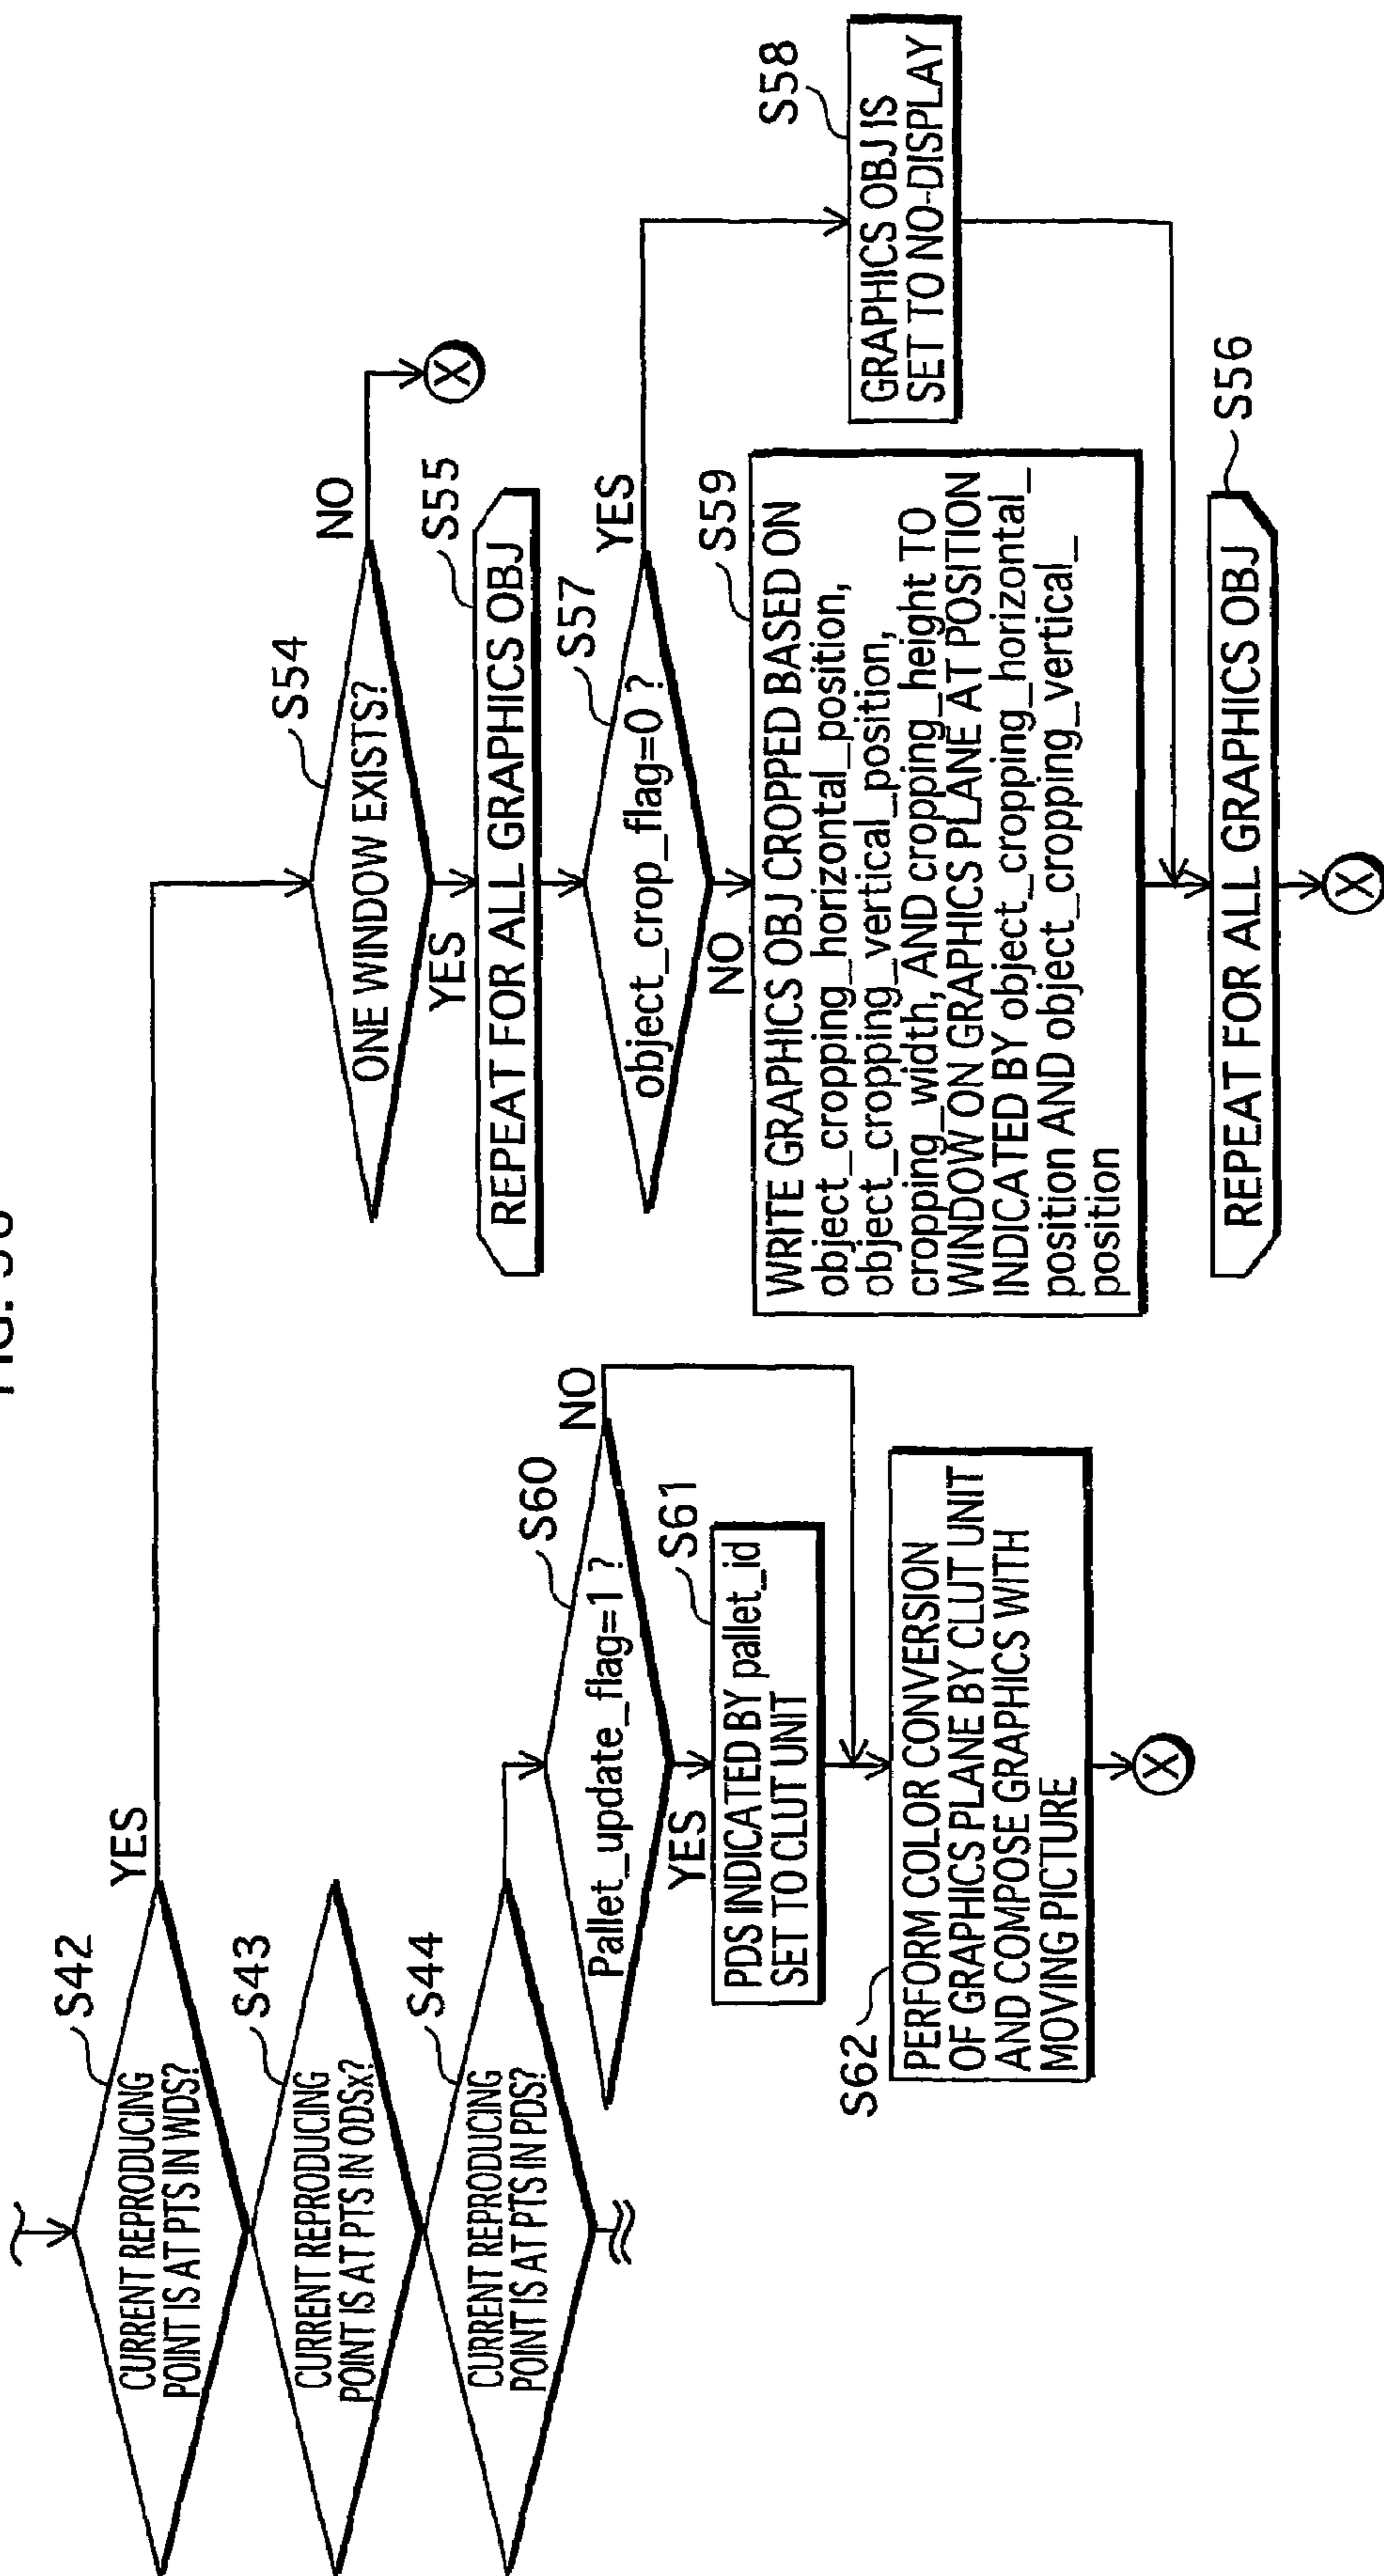 S42
CURRENT REPRODUCING
POINT IS AT PTS IN WDS?
YES
S43
CURRENT REPRODUCING
POINT IS AT PTS IN ODSx?
S44
CURRENT REPRODUCING
POINT IS AT PTS IN PDS?
S60
Pallet_update_flag=1 ?
NO
YES
S61
PDS INDICATED BY pallet_id
SET TO CLUT UNIT
S62
PERFORM COLOR CONVERSION
OF GRAPHICS PLANE BY CLUT UNIT
AND COMPOSE GRAPHICS WITH
MOVING PICTURE
X
S54
ONE WINDOW EXISTS?
NO
X
YES
S55
REPEAT FOR ALL GRAPHICS OBJ
S57
object_crop_flag=0 ?
YES
NO
S58
GRAPHICS OBJ IS
SET TO NO-DISPLAY
S59
WRITE GRAPHICS OBJ CROPPED BASED ON
object_cropping_horizontal_position,
object_cropping_vertical_position,
cropping_width, AND cropping_height TO
WINDOW ON GRAPHICS PLANE AT POSITION
INDICATED BY object_cropping_horizontal_
position AND object_cropping_vertical_
position
S56
REPEAT FOR ALL GRAPHICS OBJ
X